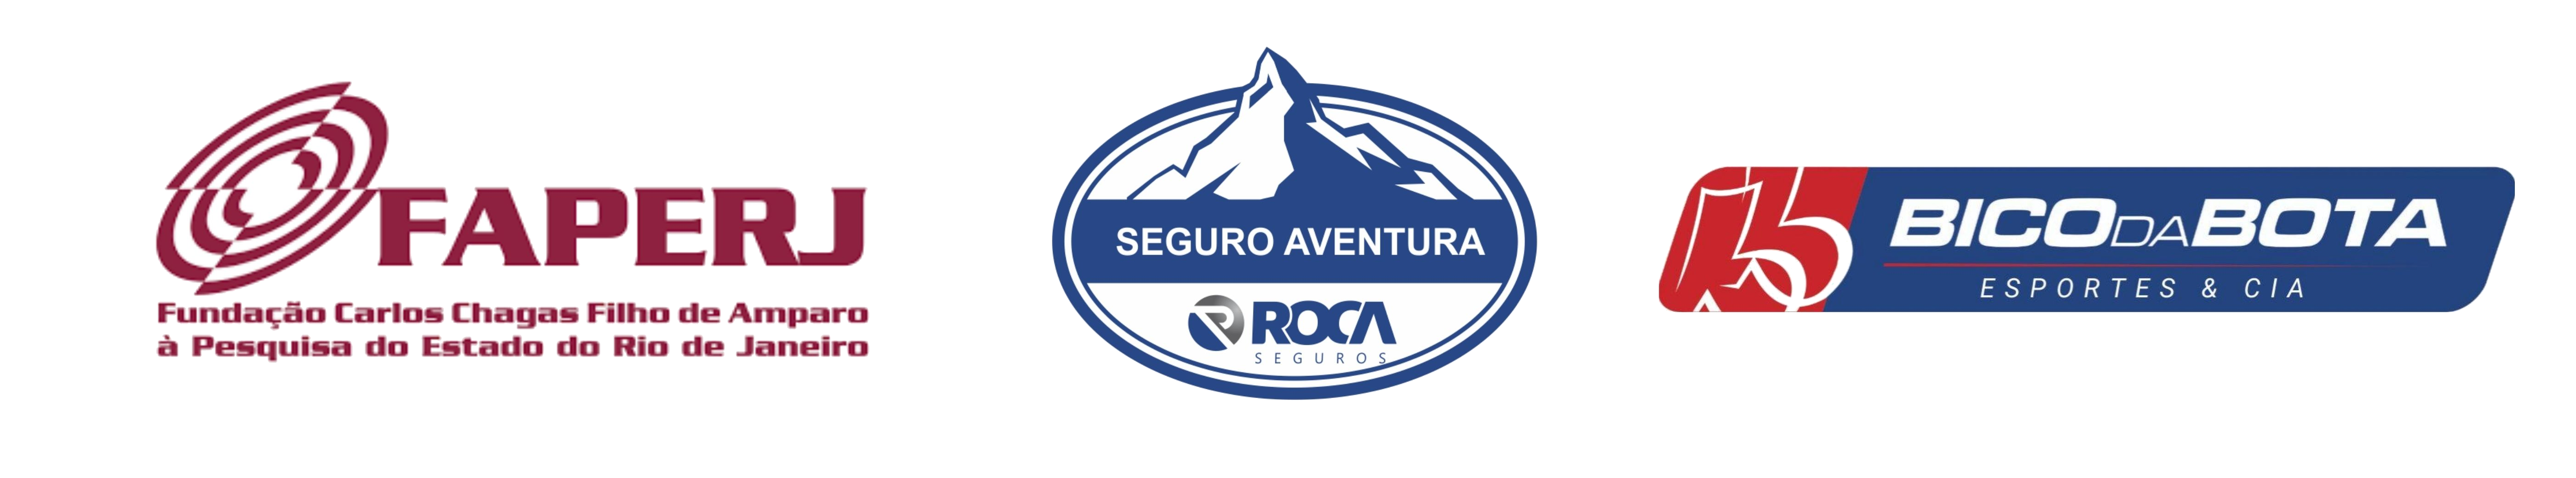 FAPERJ
Fundação Carlos Chagas Filho de Amparo
à Pesquisa do Estado do Rio de Janeiro
SEGURO AVENTURA
ROCA
SEGUROS
BICODABOTA
ESPORTES & CIA